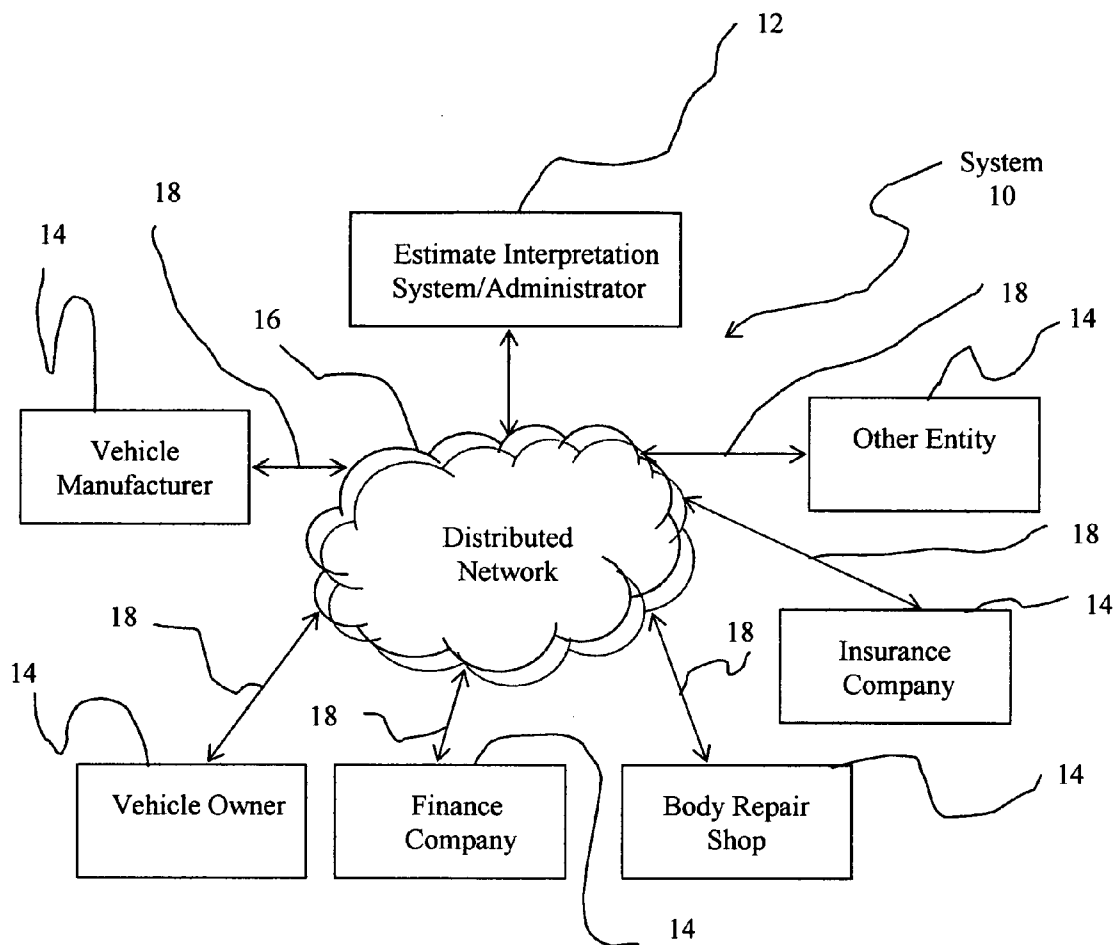 12
System
10
18
14
Estimate Interpretation
System/Administrator
18
14
16
Vehicle
Manufacturer
Other Entity
Distributed
Network
18
14
18
18
Insurance
Company
14
18
Vehicle Owner
Finance
Company
Body Repair
Shop
14
14